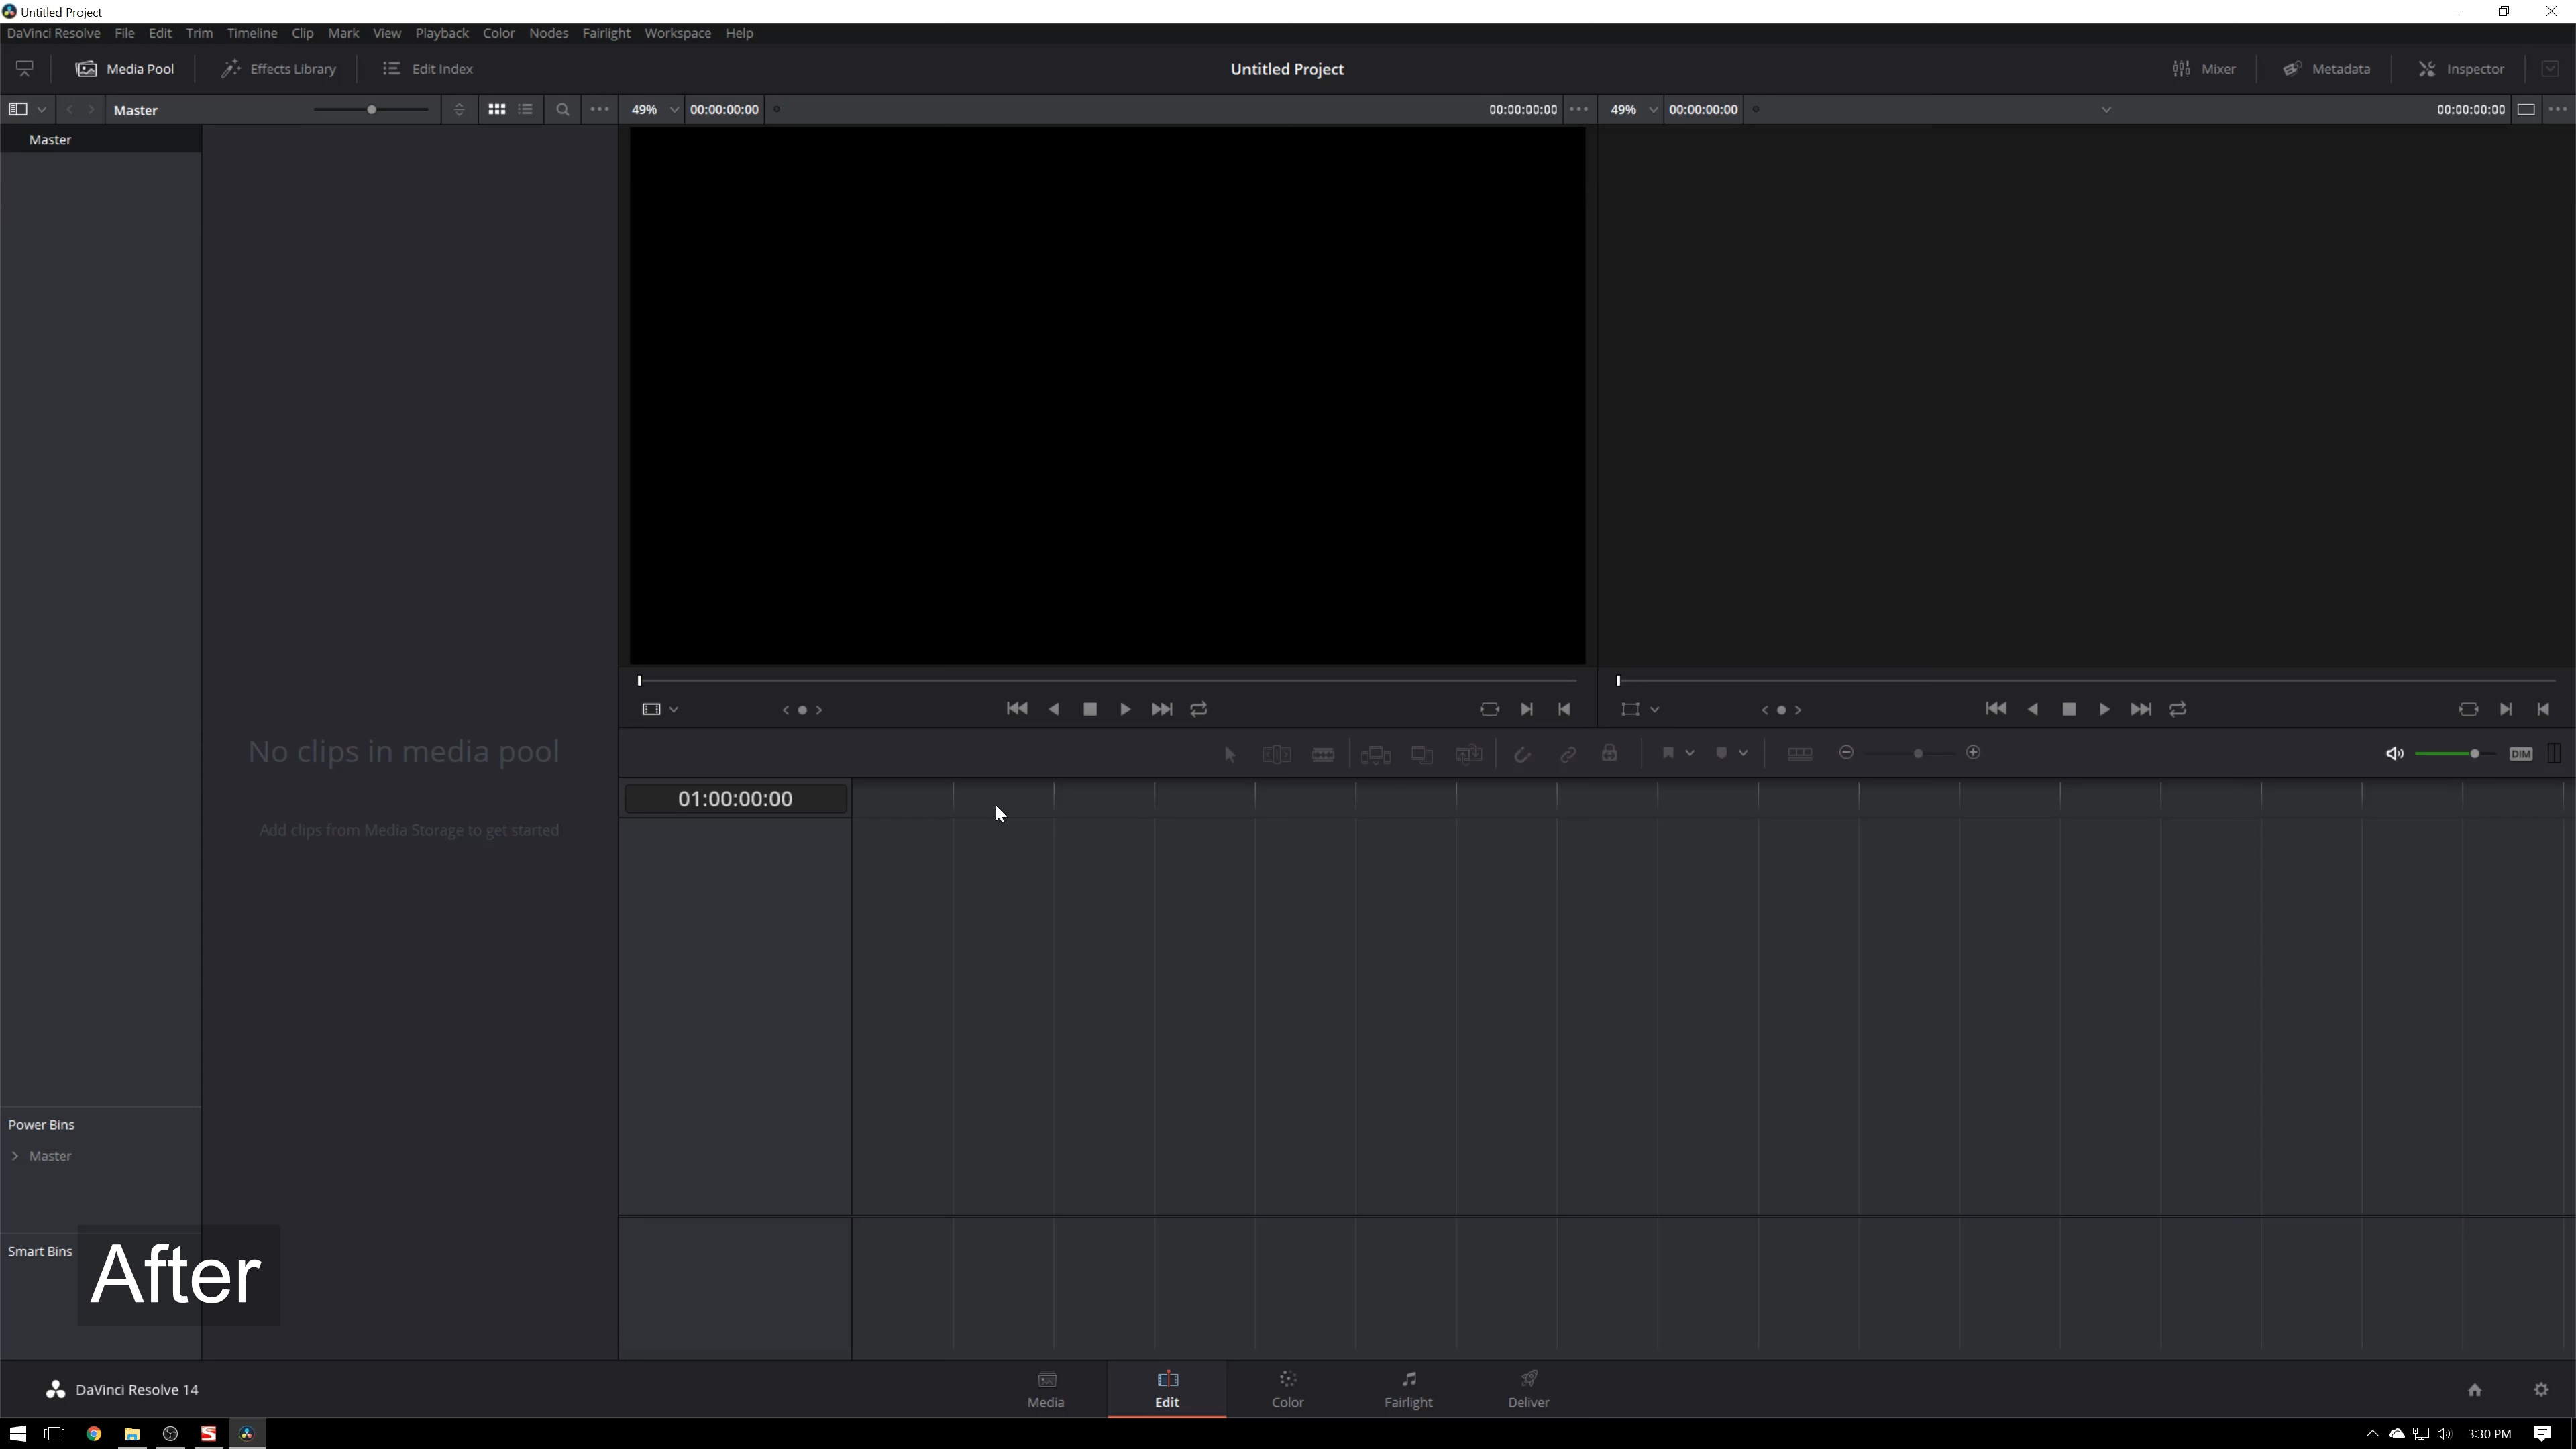 Untitled Project
DaVinci Resolve File Edit Trim Timeline Clip Mark View Playback Color Nodes Fairlight Workspace Help
Media Pool Effects Library Edit Index Untitled Project Mixer Metadata Inspector
Master 49% 00:00:00:00 00:00:00:00 49% 00:00:00:00 00:00:00:00
Master
No clips in media pool
Add clips from Media Storage to get started
DIM
01:00:00:00
Power Bins
Master
Smart Bins
After
DaVinci Resolve 14
Media Edit Color Fairlight Deliver
3:30 PM